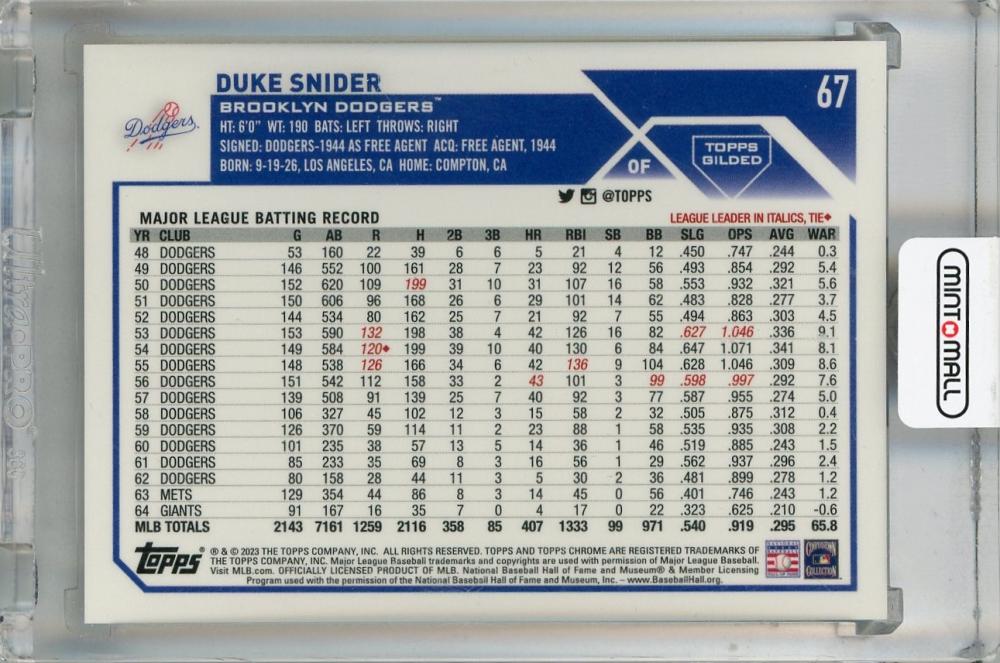 DUKE SNIDER
67
BROOKLYN DODGERS™
Dodgers
HT: 6'0" WT: 190 BATS: LEFT THROWS: RIGHT
SIGNED: DODGERS-1944 AS FREE AGENT ACQ: FREE AGENT, 1944
BORN: 9-19-26, LOS ANGELES, CA HOME: COMPTON, CA
OF
TOPPS
GILDED
@TOPPS
MAJOR LEAGUE BATTING RECORD
LEAGUE LEADER IN ITALICS, TIE◆
YR CLUB G AB R H 2B 3B HR RBI SB BB SLG OPS AVG WAR
48 DODGERS 53 160 22 39 6 6 5 21 4 12 .450 .747 .244 0.3
49 DODGERS 146 552 100 161 28 7 23 92 12 56 .493 .854 .292 5.4
50 DODGERS 152 620 109 199 31 10 31 107 16 58 .553 .932 .321 5.6
51 DODGERS 150 606 96 168 26 6 29 101 14 62 .483 .828 .277 3.7
52 DODGERS 144 534 80 162 25 7 21 92 7 55 .494 .863 .303 4.5
53 DODGERS 153 590 132 198 38 4 42 126 16 82 .627 1.046 .336 9.1
54 DODGERS 149 584 120◆ 199 39 10 40 130 6 84 .647 1.071 .341 8.1
55 DODGERS 148 538 126 166 34 6 42 136 9 104 .628 1.046 .309 8.6
56 DODGERS 151 542 112 158 33 2 43 101 3 99 .598 .997 .292 7.6
57 DODGERS 139 508 91 139 25 7 40 92 3 77 .587 .955 .274 5.0
58 DODGERS 106 327 45 102 12 3 15 58 2 32 .505 .875 .312 0.4
59 DODGERS 126 370 59 114 11 2 23 88 1 58 .535 .935 .308 2.2
60 DODGERS 101 235 38 57 13 5 14 36 1 46 .519 .885 .243 1.5
61 DODGERS 85 233 35 69 8 3 16 56 1 29 .562 .937 .296 2.4
62 DODGERS 80 158 28 44 11 3 5 30 2 36 .481 .899 .278 1.2
63 METS 129 354 44 86 8 3 14 45 0 56 .401 .746 .243 1.2
64 GIANTS 91 167 16 35 7 0 4 17 0 22 .323 .625 .210 -0.6
MLB TOTALS 2143 7161 1259 2116 358 85 407 1333 99 971 .540 .919 .295 65.8
Topps®
® & © 2023 THE TOPPS COMPANY, INC. ALL RIGHTS RESERVED. TOPPS AND TOPPS CHROME ARE REGISTERED TRADEMARKS OF
THE TOPPS COMPANY, INC. Major League Baseball trademarks and copyrights are used with permission of Major League Baseball.
Visit MLB.com. OFFICIALLY LICENSED PRODUCT OF MLB. National Baseball Hall of Fame and Museum® & Member Licensing
Program used with the permission of the National Baseball Hall of Fame and Museum, Inc. – www.BaseballHall.org.
COOPERSTOWN
COLLECTION
MINT MALL